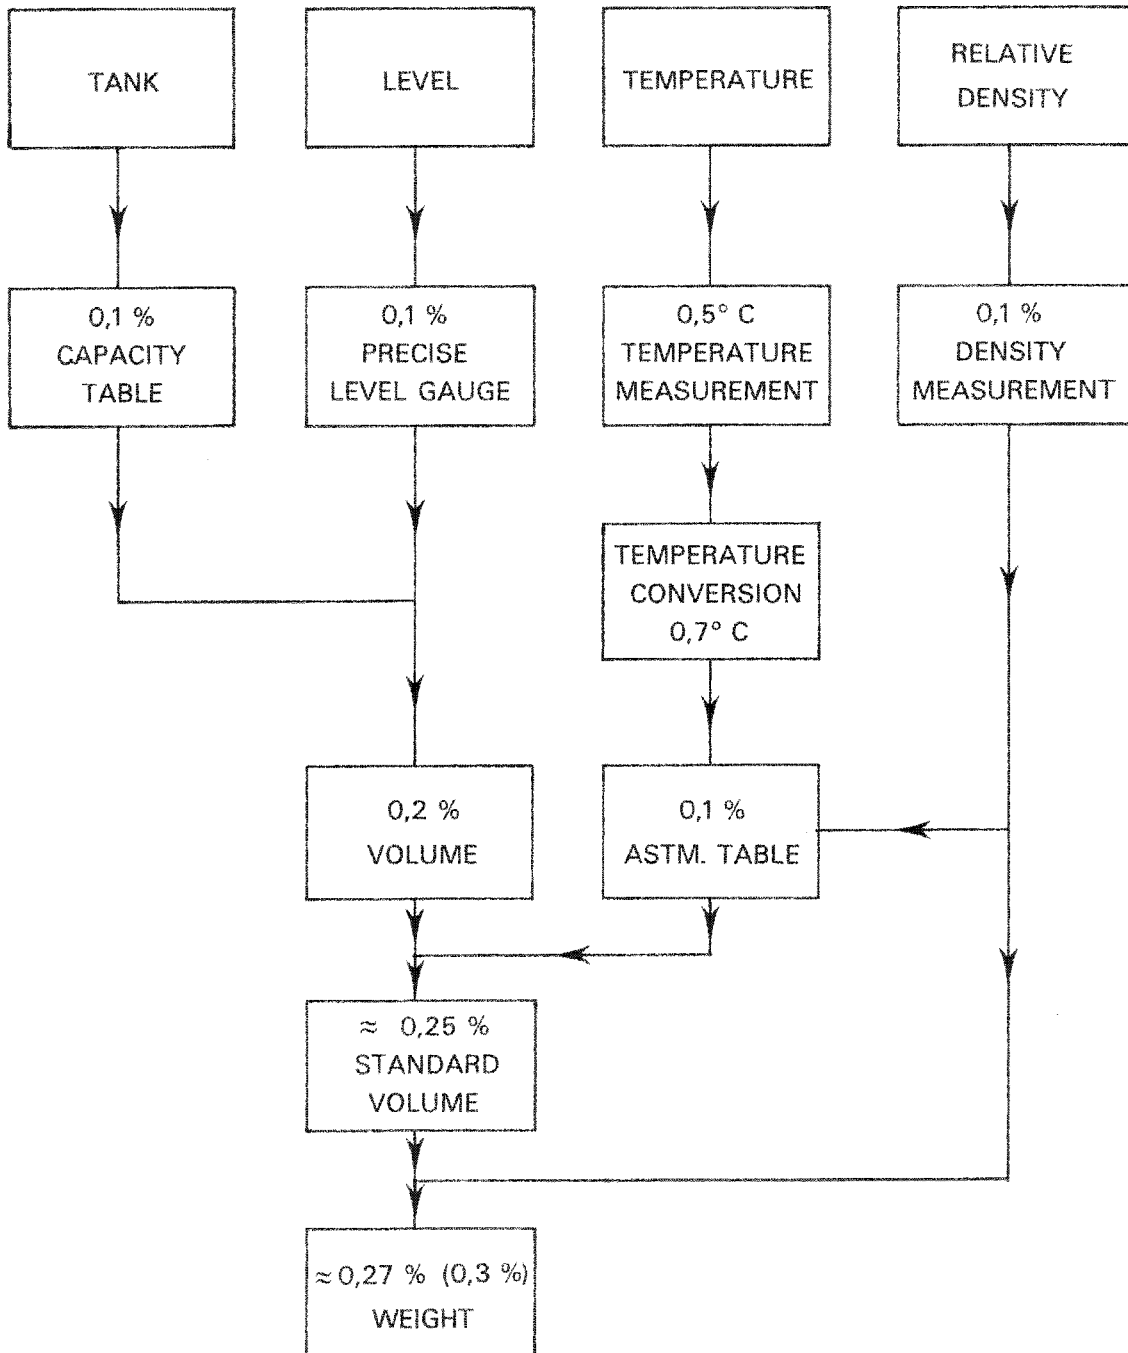 TANK
LEVEL
TEMPERATURE
RELATIVE
DENSITY
0,1 %
CAPACITY
TABLE
0,1 %
PRECISE
LEVEL GAUGE
0,5° C
TEMPERATURE
MEASUREMENT
0,1 %
DENSITY
MEASUREMENT
TEMPERATURE
CONVERSION
0,7° C
0,2 %
VOLUME
0,1 %
ASTM. TABLE
≈ 0,25 %
STANDARD
VOLUME
≈0,27 % (0,3 %)
WEIGHT